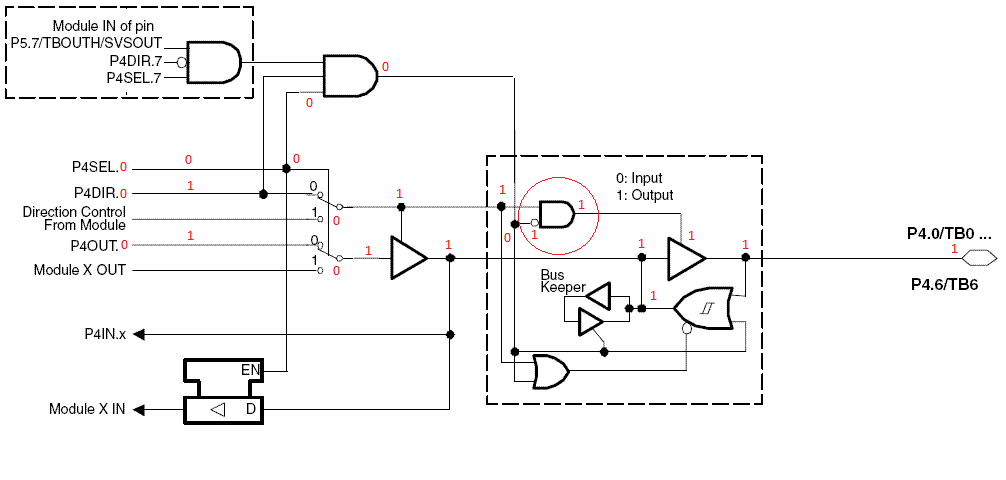 Module IN of pin
P5.7/TBOUTH/SVSOUT
P4DIR.7
P4SEL.7
0
0
P4SEL.0
0
0
P4DIR.0
1
0
Direction Control
From Module
1
0
P4OUT.0
1
0
Module X OUT
1
0
1
1
1
P4IN.x
EN
D
Module X IN
1
0
1
1
0: Input
1: Output
1
1
1
Bus
Keeper
1
P4.0/TB0 ...
1
P4.6/TB6